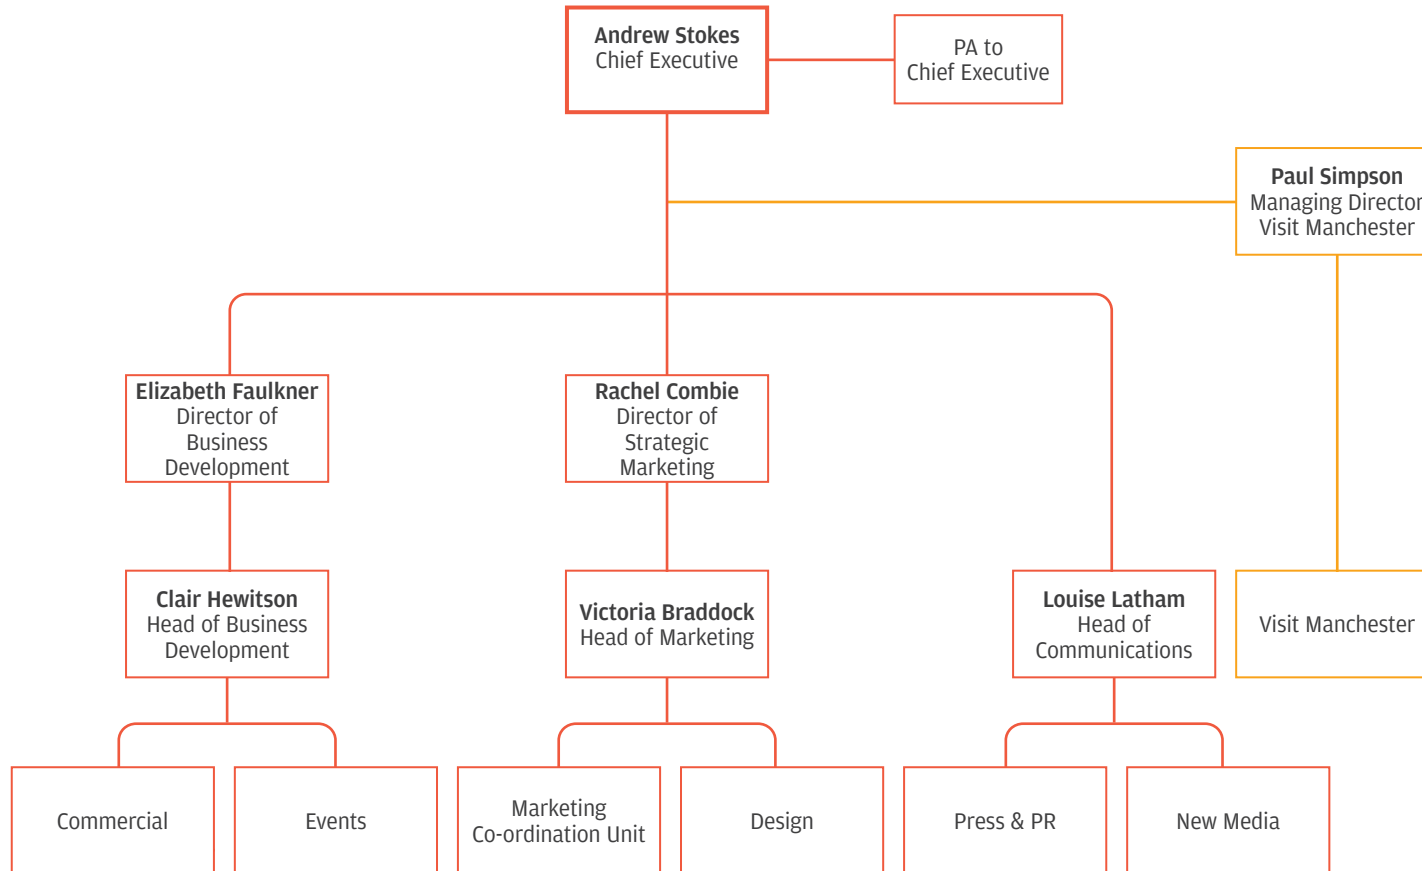 Andrew Stokes
Chief Executive
PA to
Chief Executive
Paul Simpson
Managing Director
Visit Manchester
Elizabeth Faulkner
Director of
Business
Development
Rachel Combie
Director of
Strategic
Marketing
Clair Hewitson
Head of Business
Development
Victoria Braddock
Head of Marketing
Louise Latham
Head of
Communications
Visit Manchester
Commercial
Events
Marketing
Co-ordination Unit
Design
Press & PR
New Media